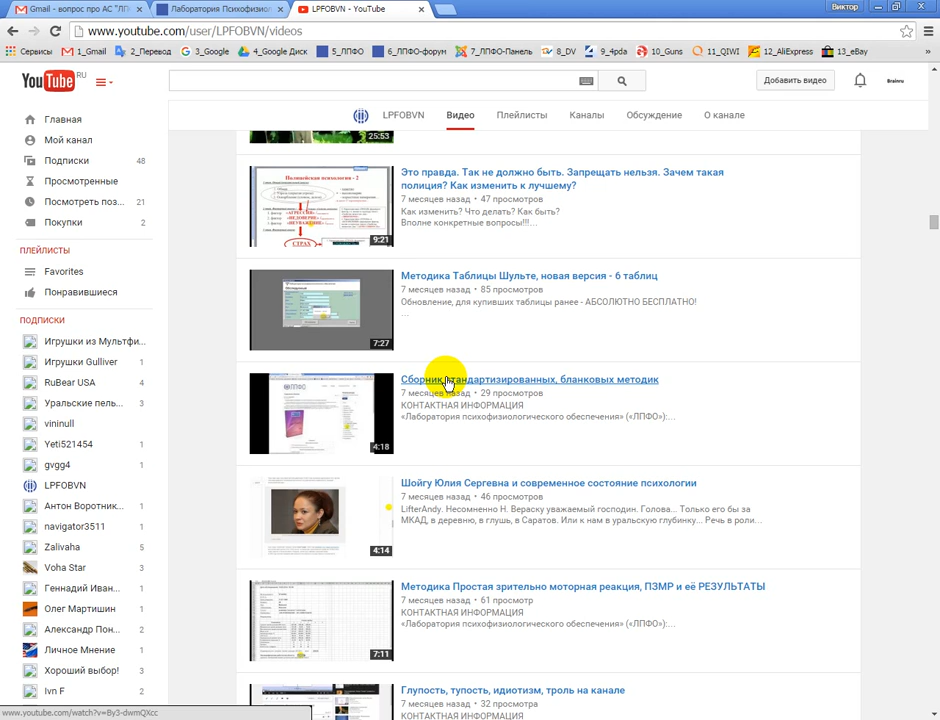 Gmail - вопрос про АС "ЛП
Лаборатория Психофизиол
LPFOBVN - YouTube
Виктор
www.youtube.com/user/LPFOBVN/videos
Сервисы 1_Gmail 2_Перевод 3_Google 4_Google Диск 5_ЛПФО 6_ЛПФО-форум 7_ЛПФО-Панель 8_DV 9_4pda 10_Guns 11_QIWI 12_AliExpress 13_eBay »
YouTube RU
Добавить видео
Brainru
LPFOBVN Видео Плейлисты Каналы Обсуждение О канале
Главная
Мой канал
Подписки 48
Просмотренные
Посмотреть поз... 21
Покупки 2
ПЛЕЙЛИСТЫ
Favorites
Понравившиеся
ПОДПИСКИ
Игрушки из Мультфи...
Игрушки Gulliver 1
RuBear USA 4
Уральские пель... 3
vininull
Yeti521454 1
gvgg4 1
LPFOBVN
Антон Воротник... 1
navigator3511 1
Zalivaha 5
Voha Star 3
Геннадий Иван... 1
Олег Мартишин 1
Александр Пон... 1
Личное Мнение 1
Хороший выбор! 3
Ivn F 2
25:53
Полицейская психология - 2
АГРЕССИЯ
НЕДОВЕРИЕ
НЕУВАЖЕНИЕ
СТРАХ
9:21
Это правда. Так не должно быть. Запрещать нельзя. Зачем такая
полиция? Как изменить к лучшему?
7 месяцев назад • 47 просмотров
Как изменить? Что делать? Как быть?
Вполне конкретные вопросы!!!...
7:27
Методика Таблицы Шульте, новая версия - 6 таблиц
7 месяцев назад • 85 просмотров
Обновление, для купивших таблицы ранее - АБСОЛЮТНО БЕСПЛАТНО!
...
4:18
Сборник стандартизированных, бланковых методик
7 месяцев назад • 29 просмотров
КОНТАКТНАЯ ИНФОРМАЦИЯ
«Лаборатория психофизиологического обеспечения» («ЛПФО»):...
4:14
Шойгу Юлия Сергевна и современное состояние психологии
7 месяцев назад • 46 просмотров
LifterAndy. Несомненно Н. Вераску уважаемый господин. Голова... Только его бы за
МКАД, в деревню, в глушь, в Саратов. Или к нам в уральскую глубинку... Речь в роли...
7:11
Методика Простая зрительно моторная реакция, ПЗМР и её РЕЗУЛЬТАТЫ
7 месяцев назад • 61 просмотр
КОНТАКТНАЯ ИНФОРМАЦИЯ
«Лаборатория психофизиологического обеспечения» («ЛПФО»):...
Глупость, тупость, идиотизм, троль на канале
7 месяцев назад • 32 просмотра
КОНТАКТНАЯ ИНФОРМАЦИЯ
www.youtube.com/watch?v=By3-dwmQXcc